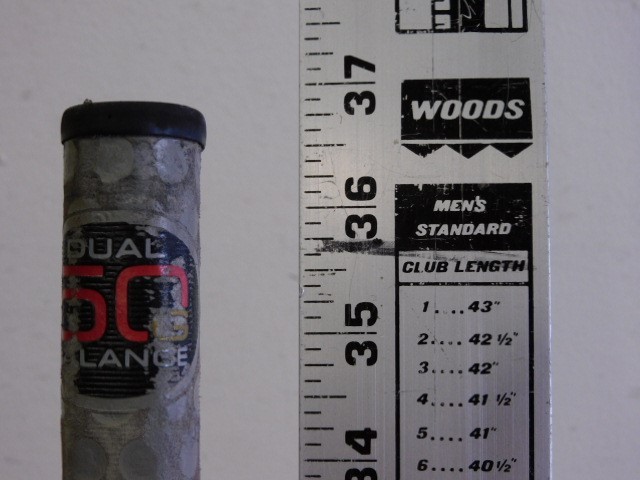 DUAL
50
G
LANCE
37
36
35
34
WOODS
MEN'S
STANDARD
CLUB LENGTH
1....43"
2....42 1/2"
3....42"
4....41 1/2"
5....41"
6....40 1/2"